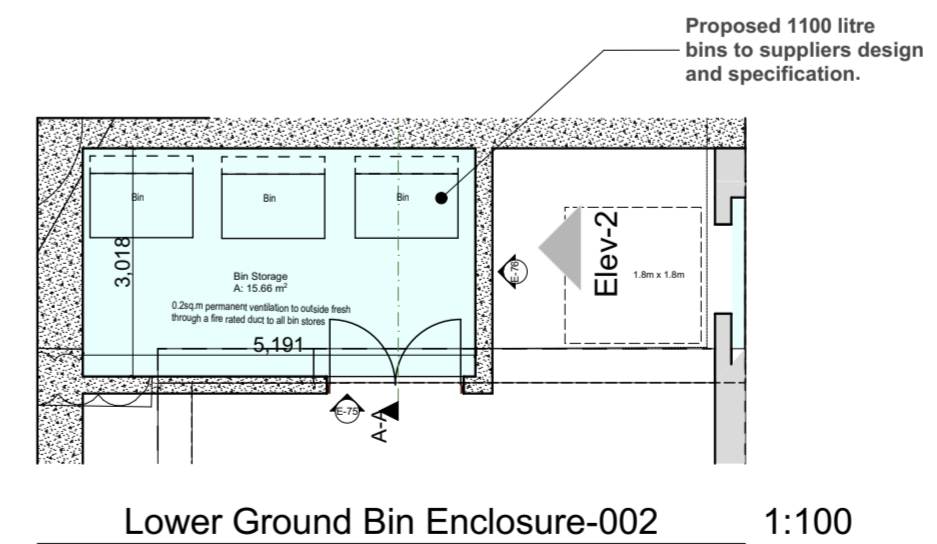 Proposed 1100 litre
bins to suppliers design
and specification.
Bin
Bin
Bin
3,018
Bin Storage
A: 15.66 m²
0.2sq.m permanent ventilation to outside fresh
through a fire rated duct to all bin stores
5,191
E-76
Elev-2
1.8m x 1.8m
E-75
A-A
Lower Ground Bin Enclosure-002
1:100